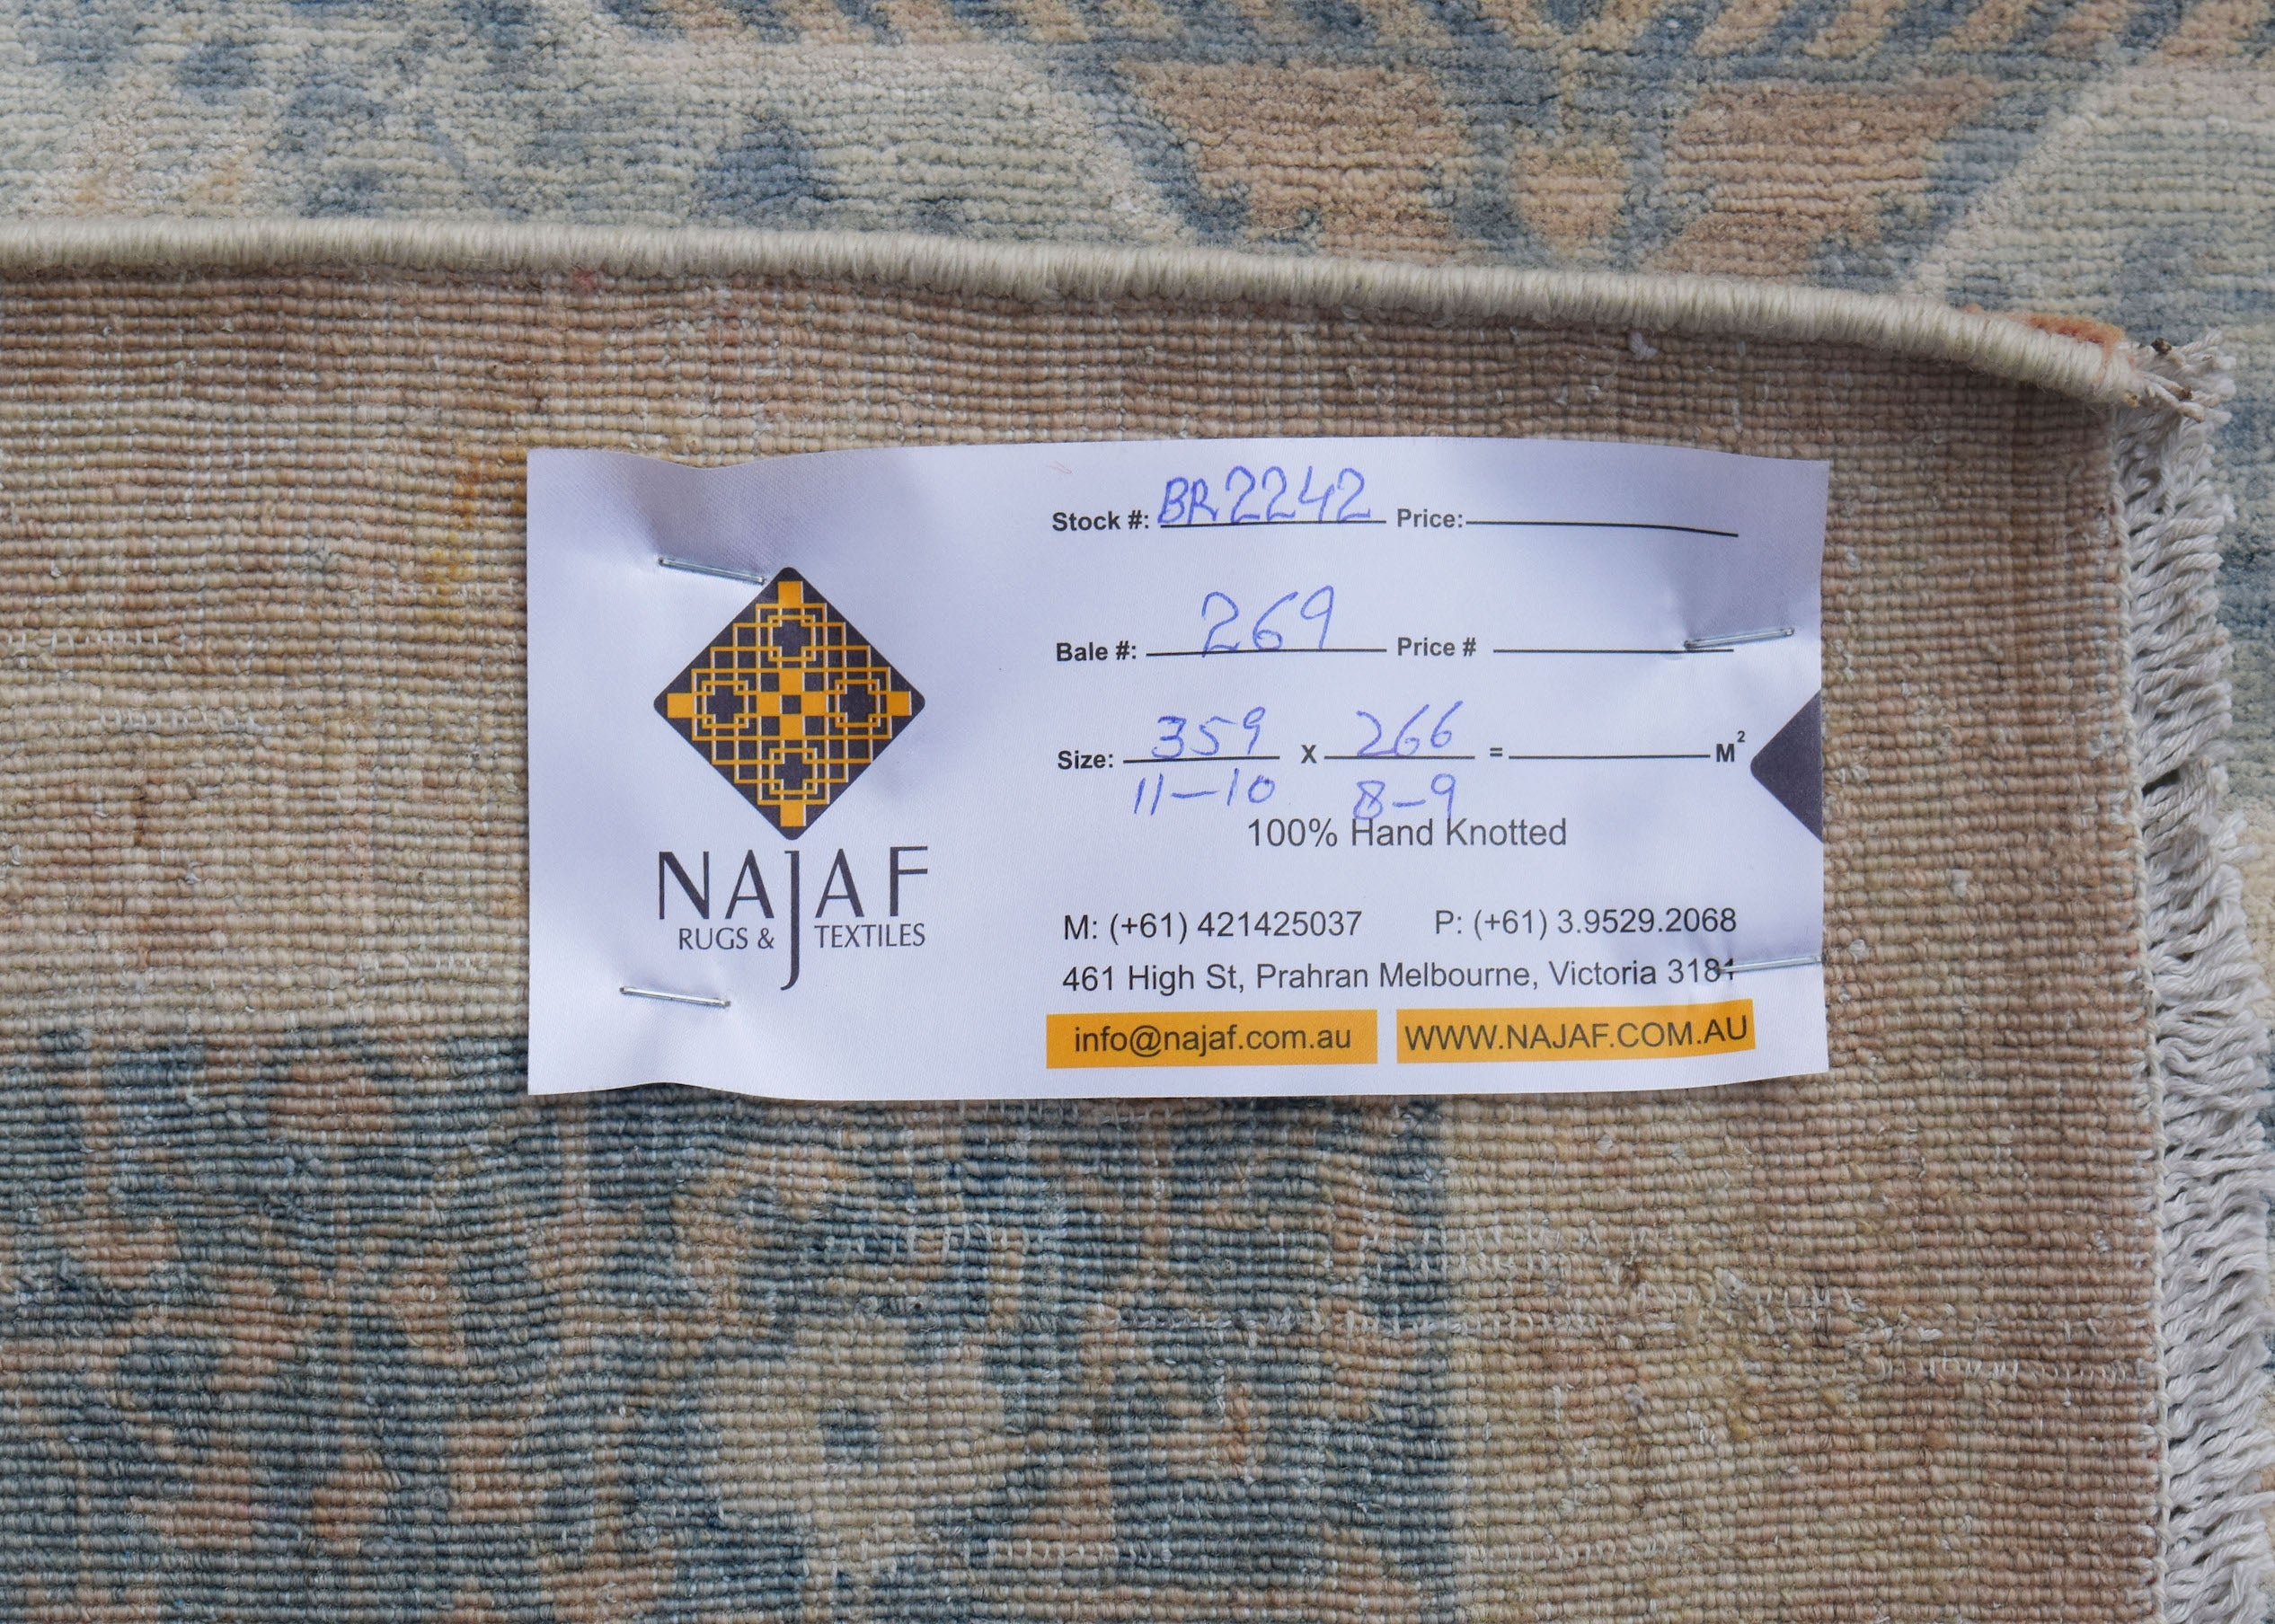 NAJAF
RUGS & TEXTILES
Stock #: BR2242 Price:
Bale #: 269 Price #
Size: 359 X 266 = M²
11-10 8-9
100% Hand Knotted
M: (+61) 421425037 P: (+61) 3.9529.2068
461 High St, Prahran Melbourne, Victoria 3181
info@najaf.com.au WWW.NAJAF.COM.AU